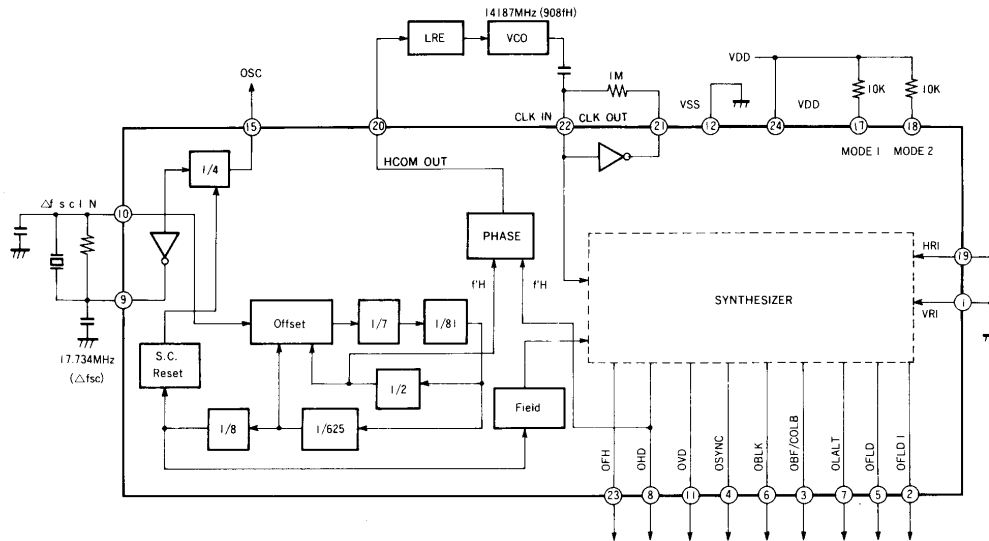 14187MHz (908fH)
LRE
VCO
OSC
1M
VDD
VSS
VDD
10K
10K
CLK IN
CLK OUT
15
20
22
21
12
24
17
18
MODE 1
MODE 2
HCOM OUT
1/4
Δf s c I N
10
PHASE
19
HRI
f'H
f'H
SYNTHESIZER
9
1
VRI
Offset
1/7
1/81
17.734MHz
(Δfsc)
S.C.
Reset
1/2
Field
1/8
1/625
OFH
OHD
OVD
OSYNC
OBLK
OBF/COLB
OLALT
OFLD
OFLD 1
23
8
11
4
6
3
7
5
2